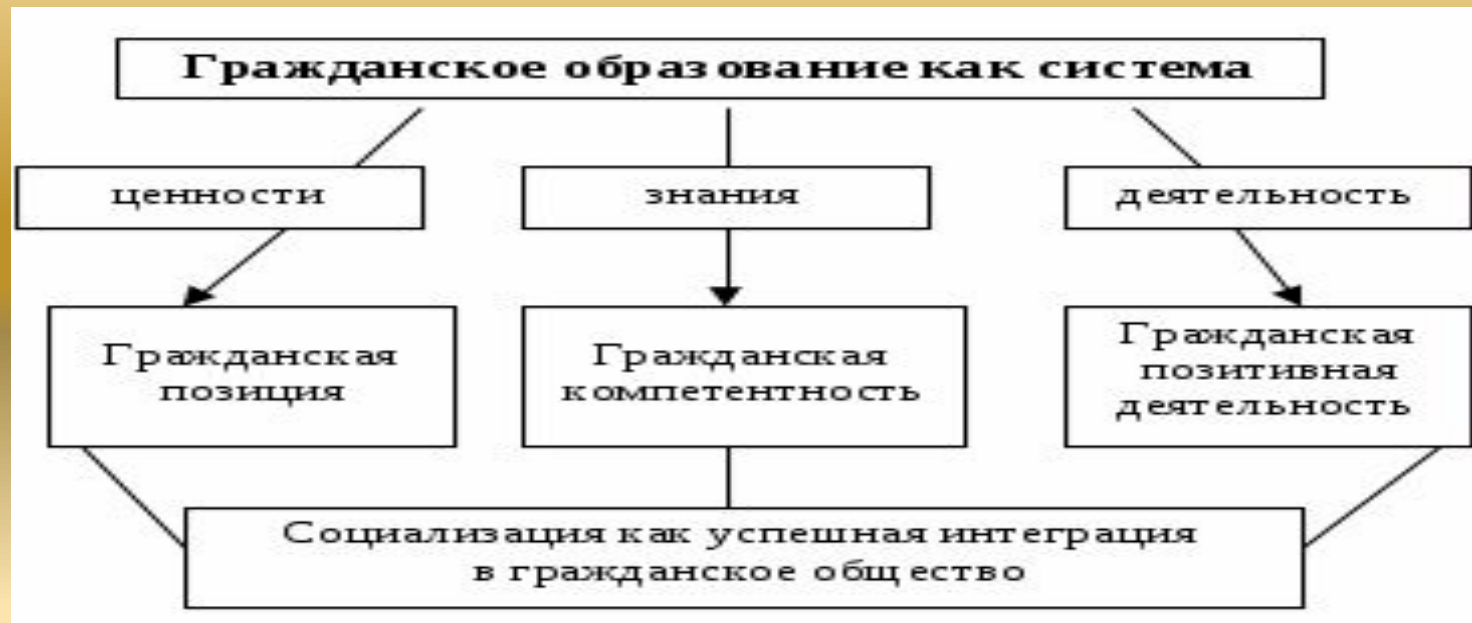 Гражданское образование как система
ценности
знания
деятельность
Гражданская
позиция
Гражданская
компетентность
Гражданская
позитивная
деятельность
Социализация как успешная интеграция
в гражданское общество